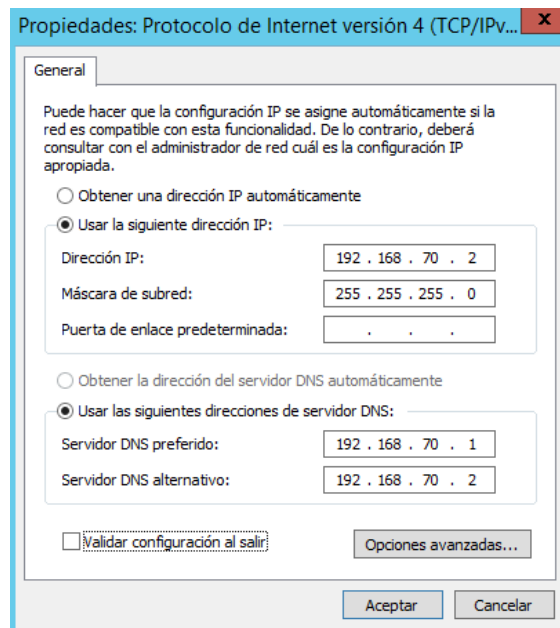 Propiedades: Protocolo de Internet versión 4 (TCP/IPv...
x
General
Puede hacer que la configuración IP se asigne automáticamente si la
red es compatible con esta funcionalidad. De lo contrario, deberá
consultar con el administrador de red cuál es la configuración IP
apropiada.
Obtener una dirección IP automáticamente
Usar la siguiente dirección IP:
Dirección IP: 192 . 168 . 70 . 2
Máscara de subred: 255 . 255 . 255 . 0
Puerta de enlace predeterminada: . . .
Obtener la dirección del servidor DNS automáticamente
Usar las siguientes direcciones de servidor DNS:
Servidor DNS preferido: 192 . 168 . 70 . 1
Servidor DNS alternativo: 192 . 168 . 70 . 2
Validar configuración al salir Opciones avanzadas...
Aceptar Cancelar